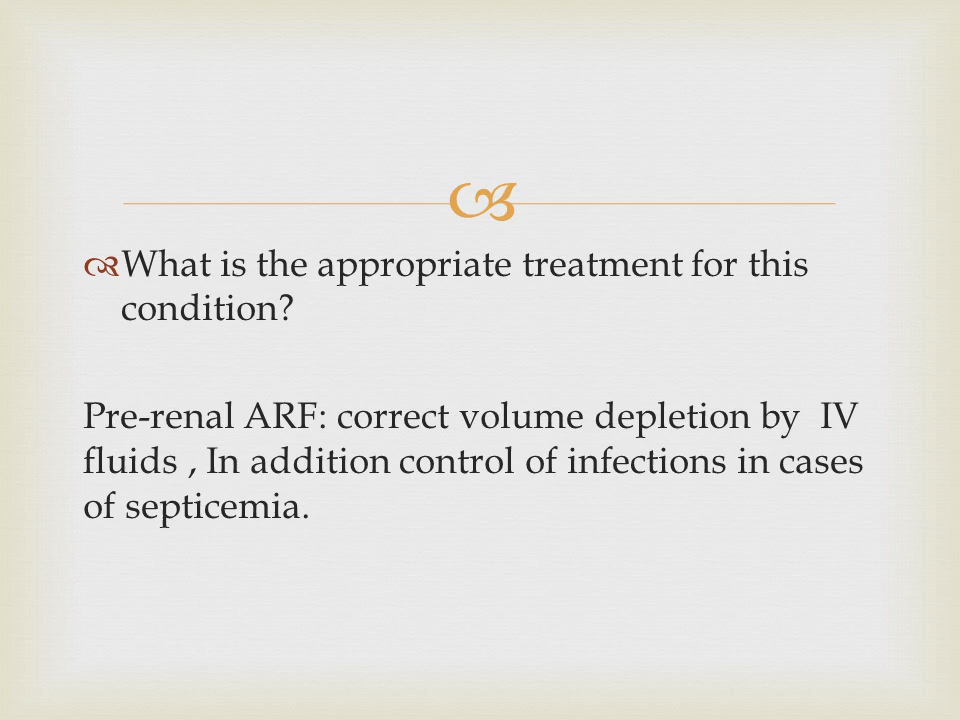 What is the appropriate treatment for this
condition?
Pre-renal ARF: correct volume depletion by  IV
fluids , In addition control of infections in cases
of septicemia.